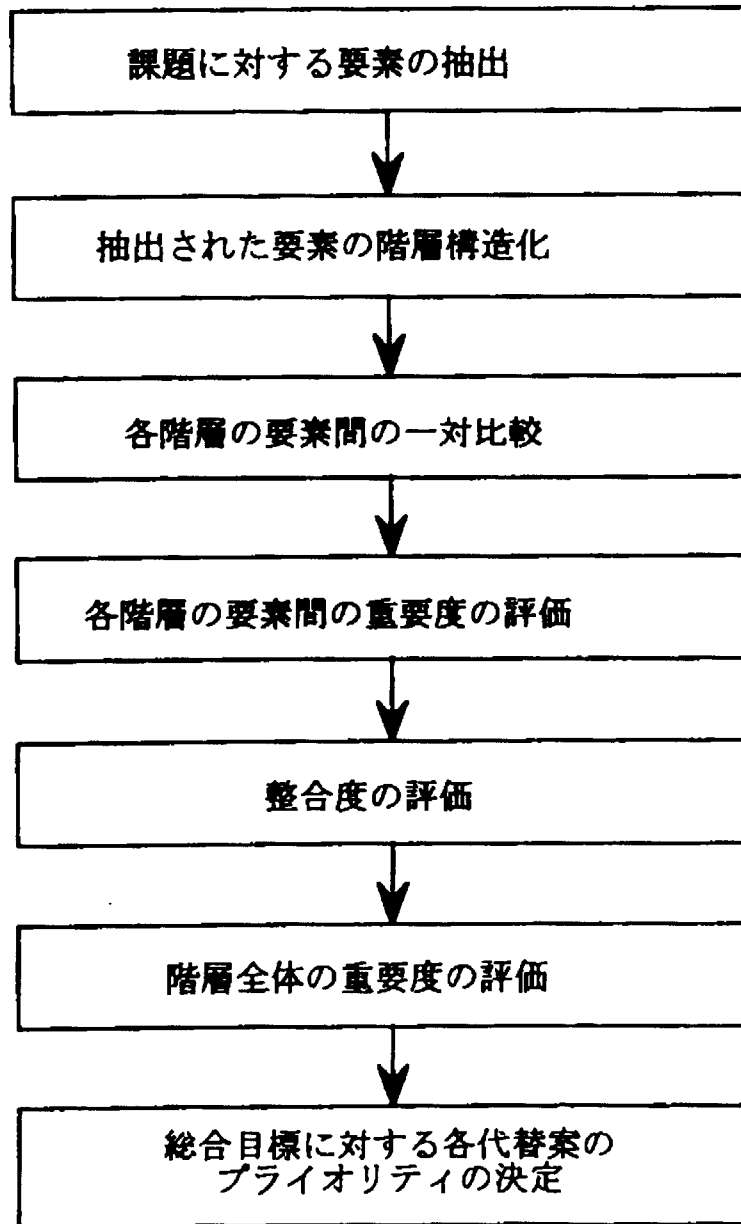 課題に対する要素の抽出
抽出された要素の階層構造化
各階層の要素間の一対比較
各階層の要素間の重要度の評価
整合度の評価
階層全体の重要度の評価
総合目標に対する各代替案の
プライオリティの決定